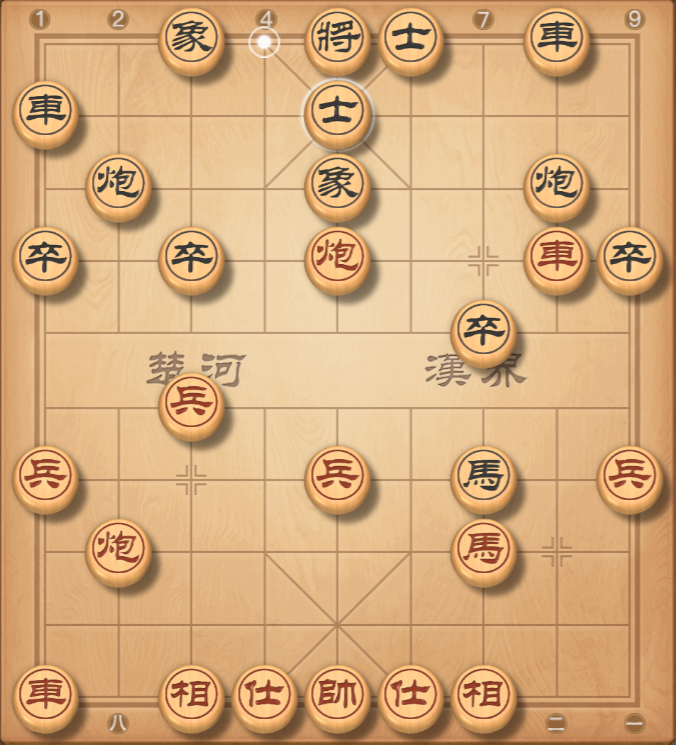 1 2 4 7 9
象 將 士 車
車 士
炮 象 炮
卒 卒 炮 車 卒
卒
楚河 漢界
兵
兵 兵 馬 兵
炮 馬
車 相 仕 帥 仕 相
八 二 一